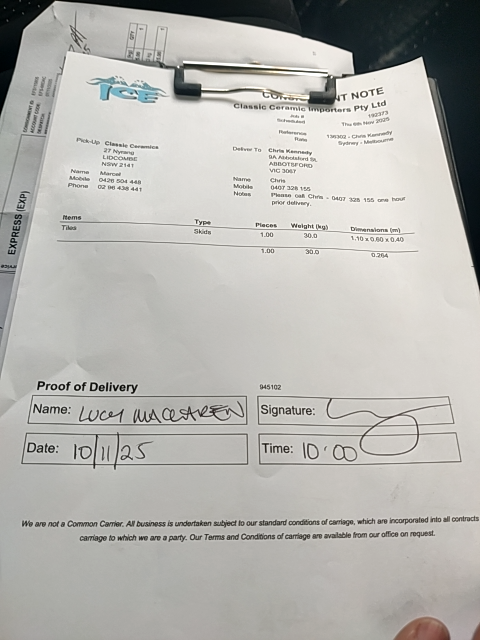 ICE
NT NOTE
Classic Ceramic Importers Pty Ltd
Job # 192373
Scheduled Thu 6th Nov 2025
Reference 136302 - Chris Kennedy
Rate Sydney - Melbourne
Pick-Up Classic Ceramics
27 Nyrang
LIDCOMBE
NSW 2141
Name Marcel
Mobile 0426 504 448
Phone 02 96 438 441
Deliver To Chris Kennedy
9A Abbotsford St,
ABBOTSFORD
VIC 3067
Name Chris
Mobile 0407 328 155
Notes Please call Chris - 0407 328 155 one hour
prior delivery.
Items Type Pieces Weight (kg) Dimensions (m)
Tiles Skids 1.00 30.0 1.10 x 0.60 x 0.40
1.00 30.0 0.264
EXPRESS (EXP)
Proof of Delivery 945102
Name: LUCY MACLAREN Signature:
Date: 10/11/25 Time: 10:00
We are not a Common Carrier. All business is undertaken subject to our standard conditions of carriage, which are incorporated into all contracts
carriage to which we are a party. Our Terms and Conditions of carriage are available from our office on request.